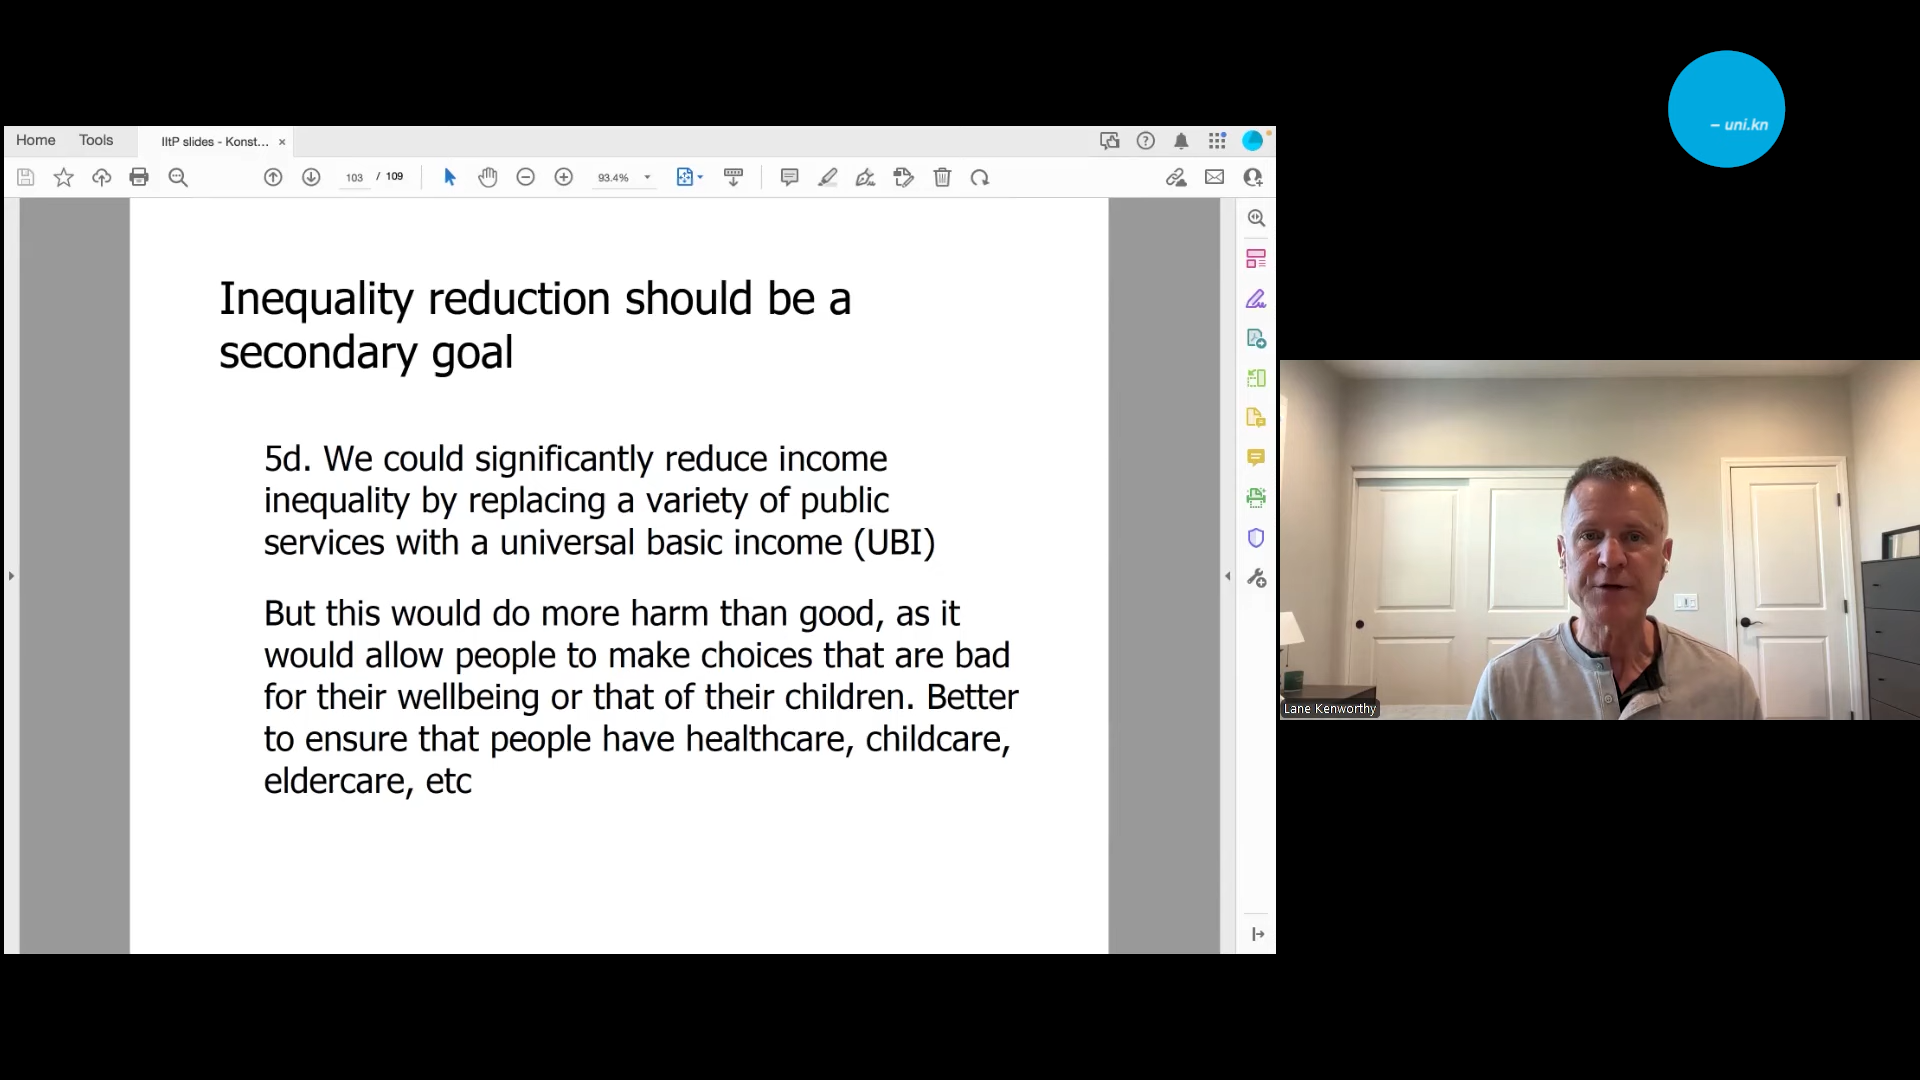 Home
Tools
IItP slides - Konst...
103 / 109
93.4%
Inequality reduction should be a
secondary goal
5d. We could significantly reduce income
inequality by replacing a variety of public
services with a universal basic income (UBI)
But this would do more harm than good, as it
would allow people to make choices that are bad
for their wellbeing or that of their children. Better
to ensure that people have healthcare, childcare,
eldercare, etc
– uni.kn
Lane Kenworthy